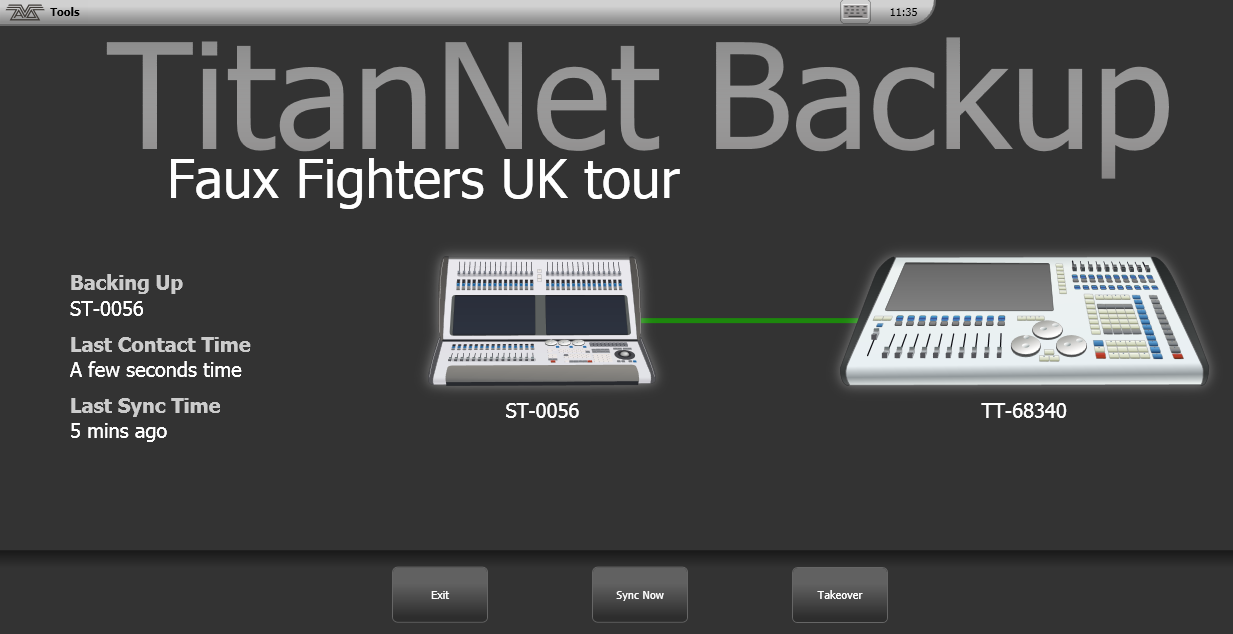 Tools
11:35
TitanNet Backup
Faux Fighters UK tour
Backing Up
ST-0056
Last Contact Time
A few seconds time
Last Sync Time
5 mins ago
ST-0056
TT-68340
Exit
Sync Now
Takeover